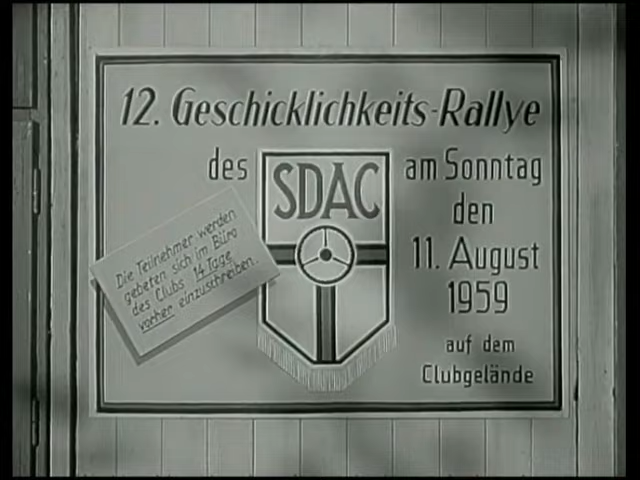 12. Geschicklichkeits-Rallye
des SDAC am Sonntag
den
11. August
1959
auf dem
Clubgelände
Die Teilnehmer werden
gebeten sich im Büro
des Clubs 14 Tage
vorher einzuschreiben.